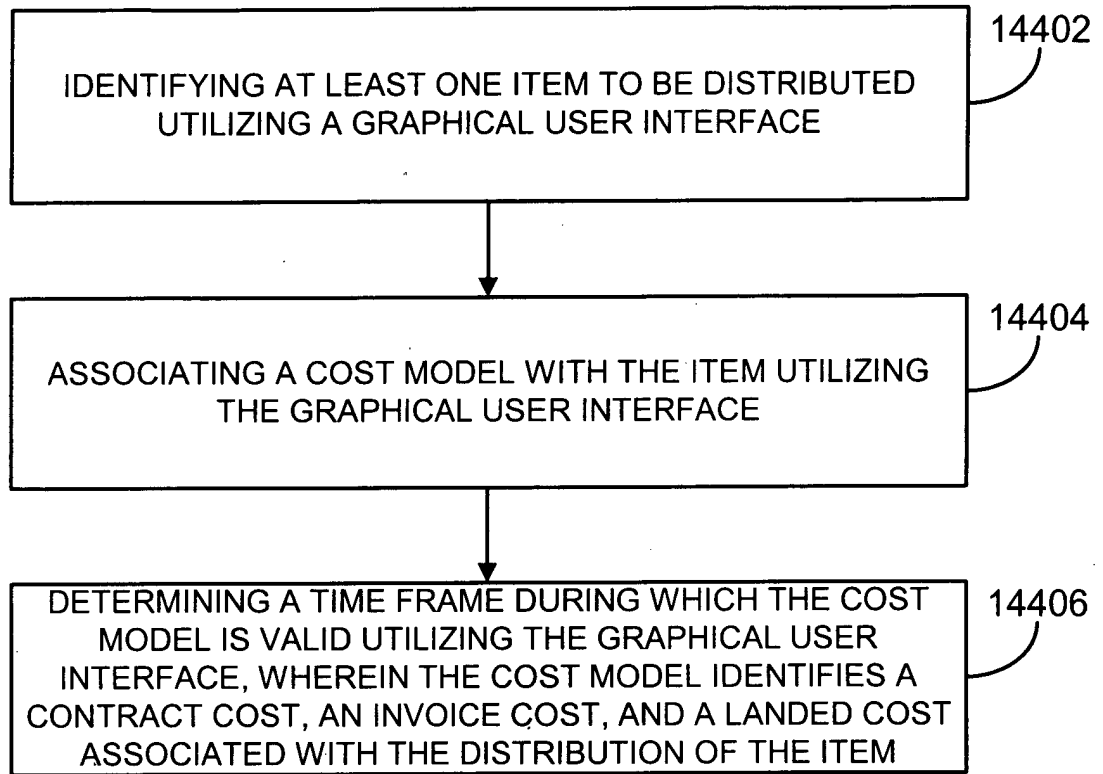 14402
IDENTIFYING AT LEAST ONE ITEM TO BE DISTRIBUTED
UTILIZING A GRAPHICAL USER INTERFACE
14404
ASSOCIATING A COST MODEL WITH THE ITEM UTILIZING
THE GRAPHICAL USER INTERFACE
14406
DETERMINING A TIME FRAME DURING WHICH THE COST
MODEL IS VALID UTILIZING THE GRAPHICAL USER
INTERFACE, WHEREIN THE COST MODEL IDENTIFIES A
CONTRACT COST, AN INVOICE COST, AND A LANDED COST
ASSOCIATED WITH THE DISTRIBUTION OF THE ITEM